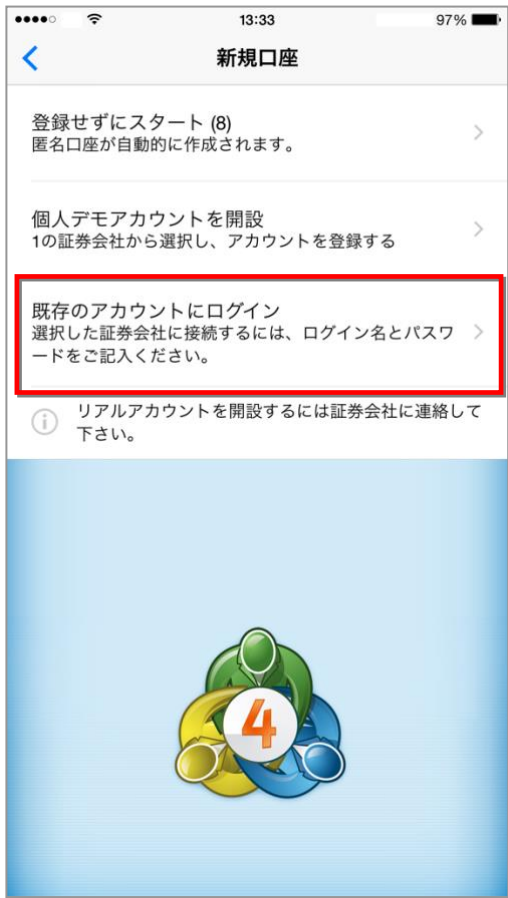 13:33
97%
新規口座
登録せずにスタート (8)
匿名口座が自動的に作成されます。
個人デモアカウントを開設
1の証券会社から選択し、アカウントを登録する
既存のアカウントにログイン
選択した証券会社に接続するには、ログイン名とパスワ
ードをご記入ください。
リアルアカウントを開設するには証券会社に連絡して
下さい。
4